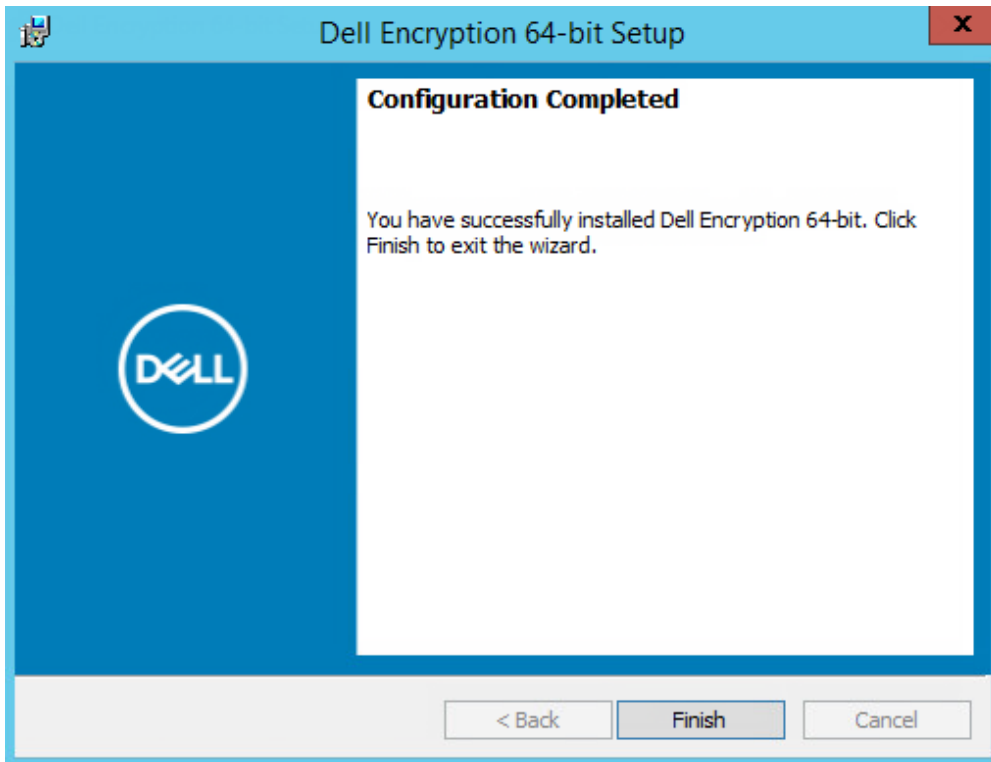 Dell Encryption 64-bit Setup
x
Configuration Completed
You have successfully installed Dell Encryption 64-bit. Click
Finish to exit the wizard.
DELL
< Back
Finish
Cancel